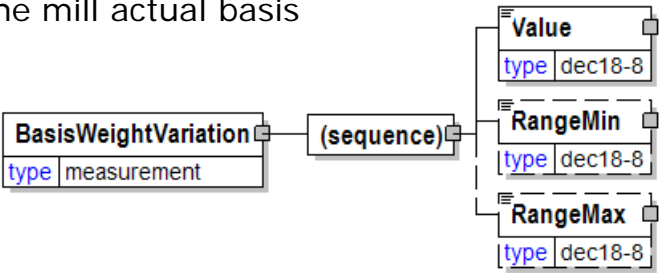 ne mill actual basis
Value
type dec18-8
BasisWeightVariation
type measurement
(sequence)
RangeMin
type dec18-8
RangeMax
type dec18-8